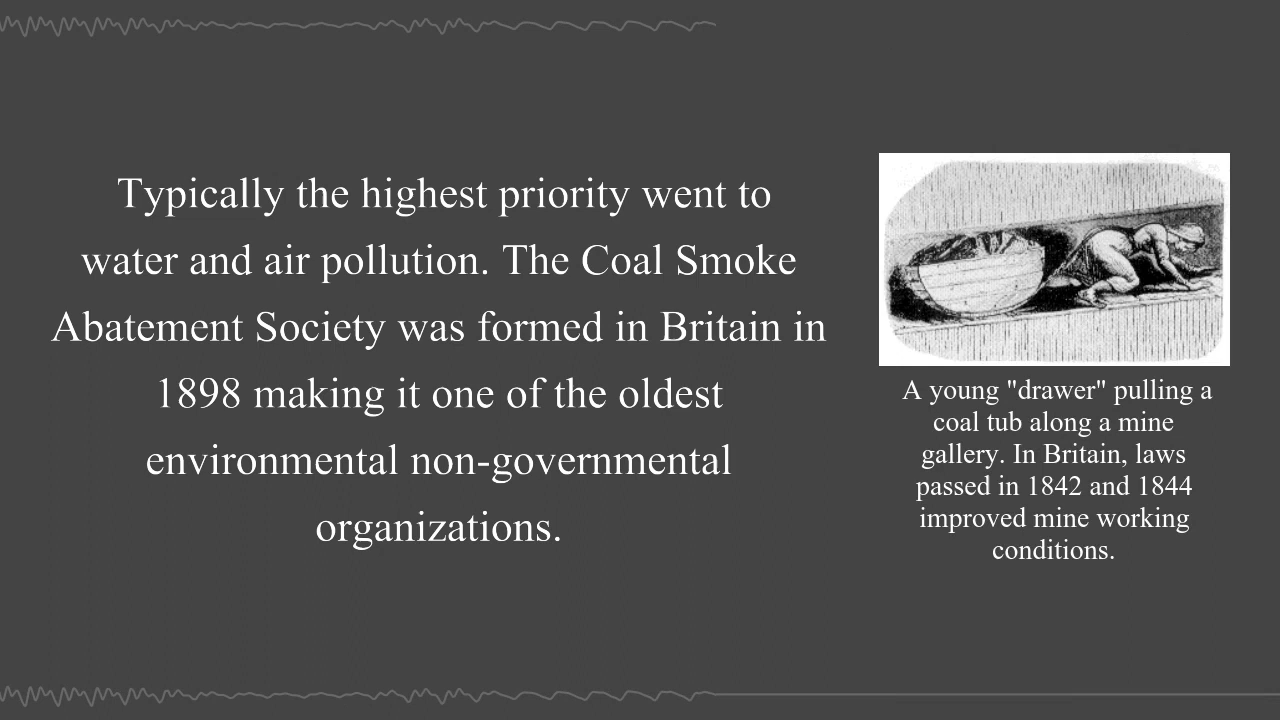 Typically the highest priority went to
water and air pollution. The Coal Smoke
Abatement Society was formed in Britain in
1898 making it one of the oldest
environmental non-governmental
organizations.
A young "drawer" pulling a
coal tub along a mine
gallery. In Britain, laws
passed in 1842 and 1844
improved mine working
conditions.